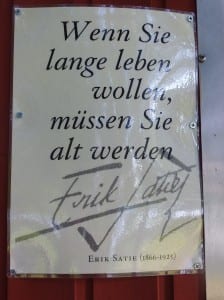 Wenn Sie
lange leben
wollen,
müssen Sie
alt werden
Erik Satie
ERIK SATIE (1866-1925)